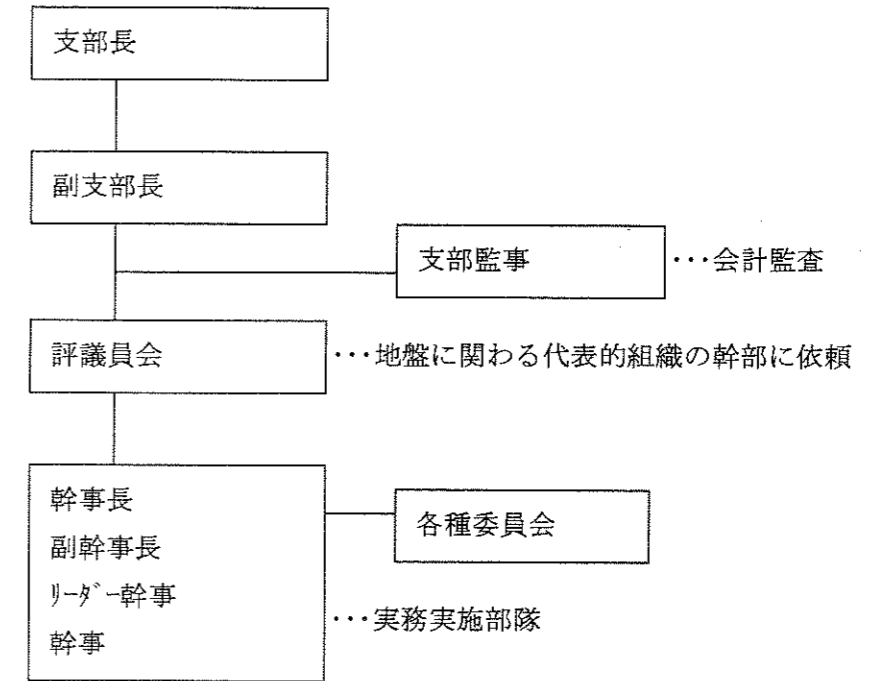 支部長
副支部長
支部監事 ・・・会計監査
評議員会 ・・・地盤に関わる代表的組織の幹部に依頼
幹事長
副幹事長
ﾘｰﾀﾞｰ幹事
幹事
各種委員会
・・・実務実施部隊